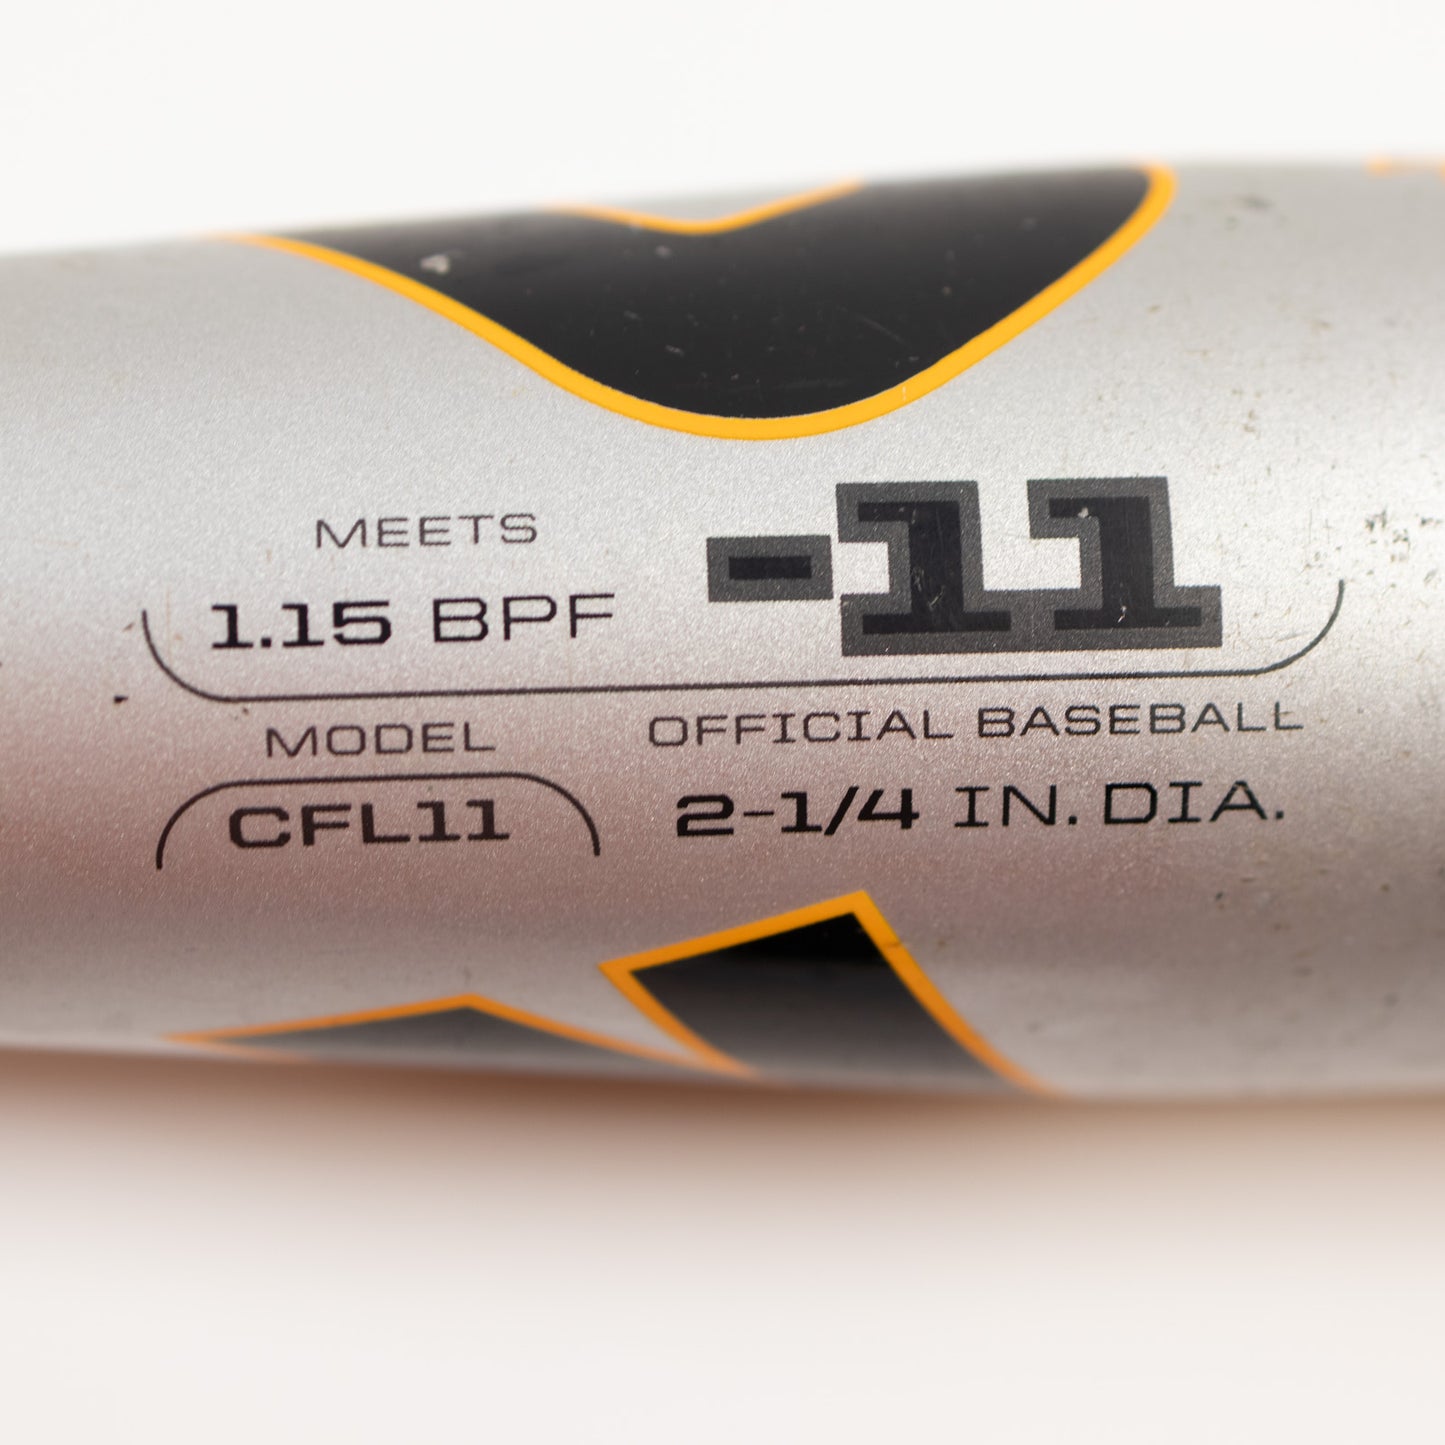 MEETS
1.15 BPF
-11
MODEL
CFL11
OFFICIAL BASEBALL
2-1/4 IN. DIA.